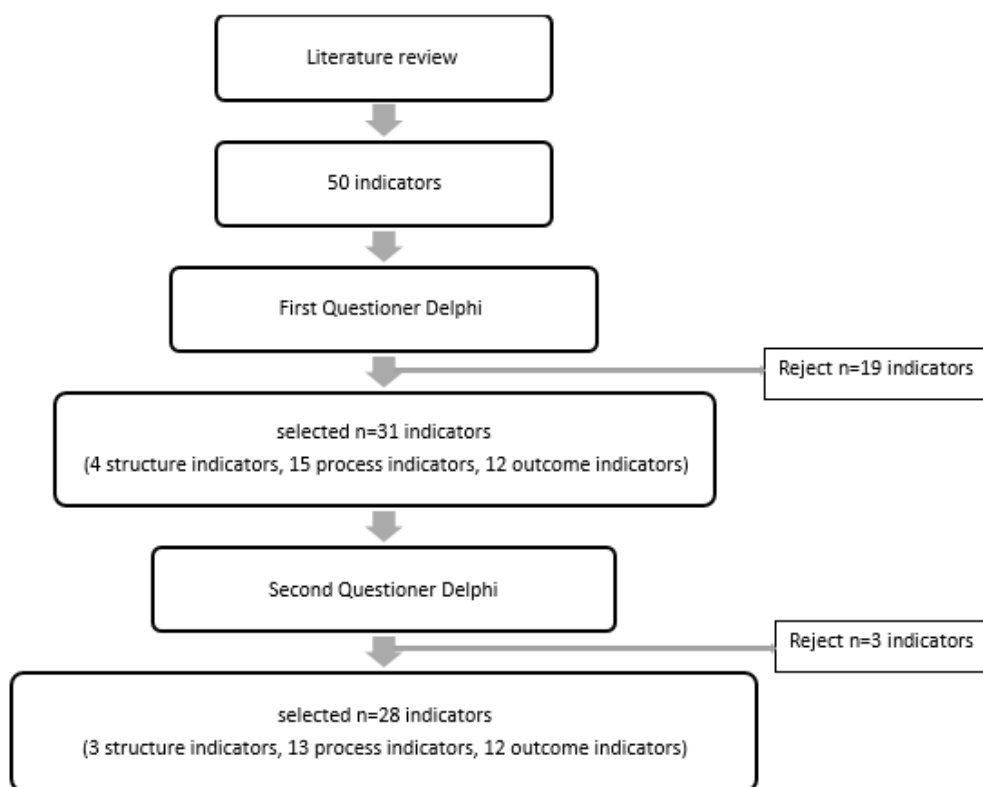 Literature review
50 indicators
First Questioner Delphi
Reject n=19 indicators
selected n=31 indicators
(4 structure indicators, 15 process indicators, 12 outcome indicators)
Second Questioner Delphi
Reject n=3 indicators
selected n=28 indicators
(3 structure indicators, 13 process indicators, 12 outcome indicators)